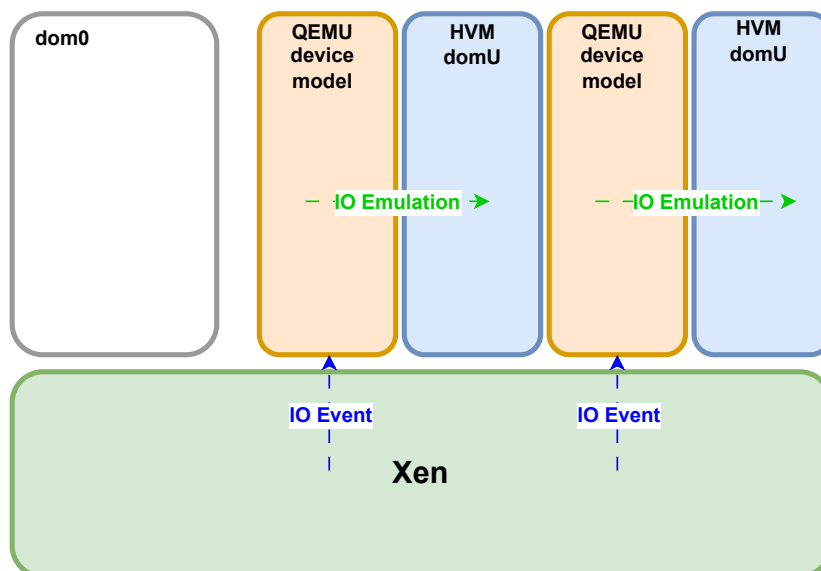 dom0
QEMU
device
model
HVM
domU
QEMU
device
model
HVM
domU
IO Emulation
IO Emulation
IO Event
IO Event
Xen